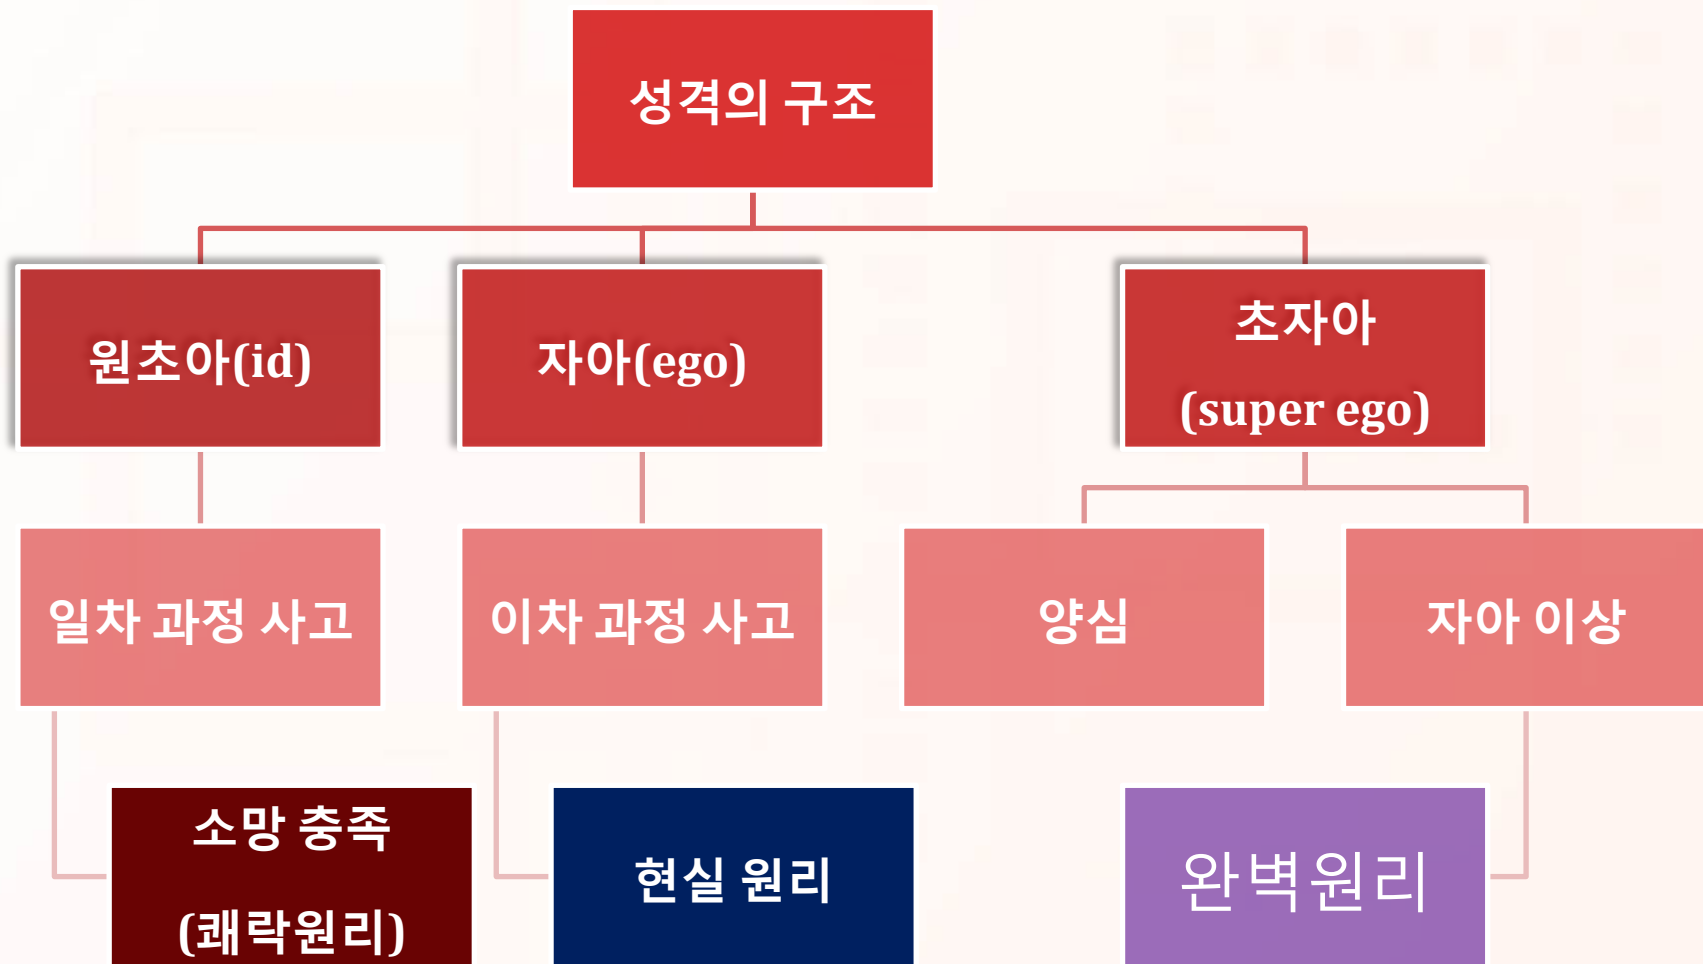 성격의 구조
원초아(id)
자아(ego)
초자아
(super ego)
일차 과정 사고
이차 과정 사고
양심
자아 이상
소망 충족
(쾌락원리)
현실 원리
완벽원리